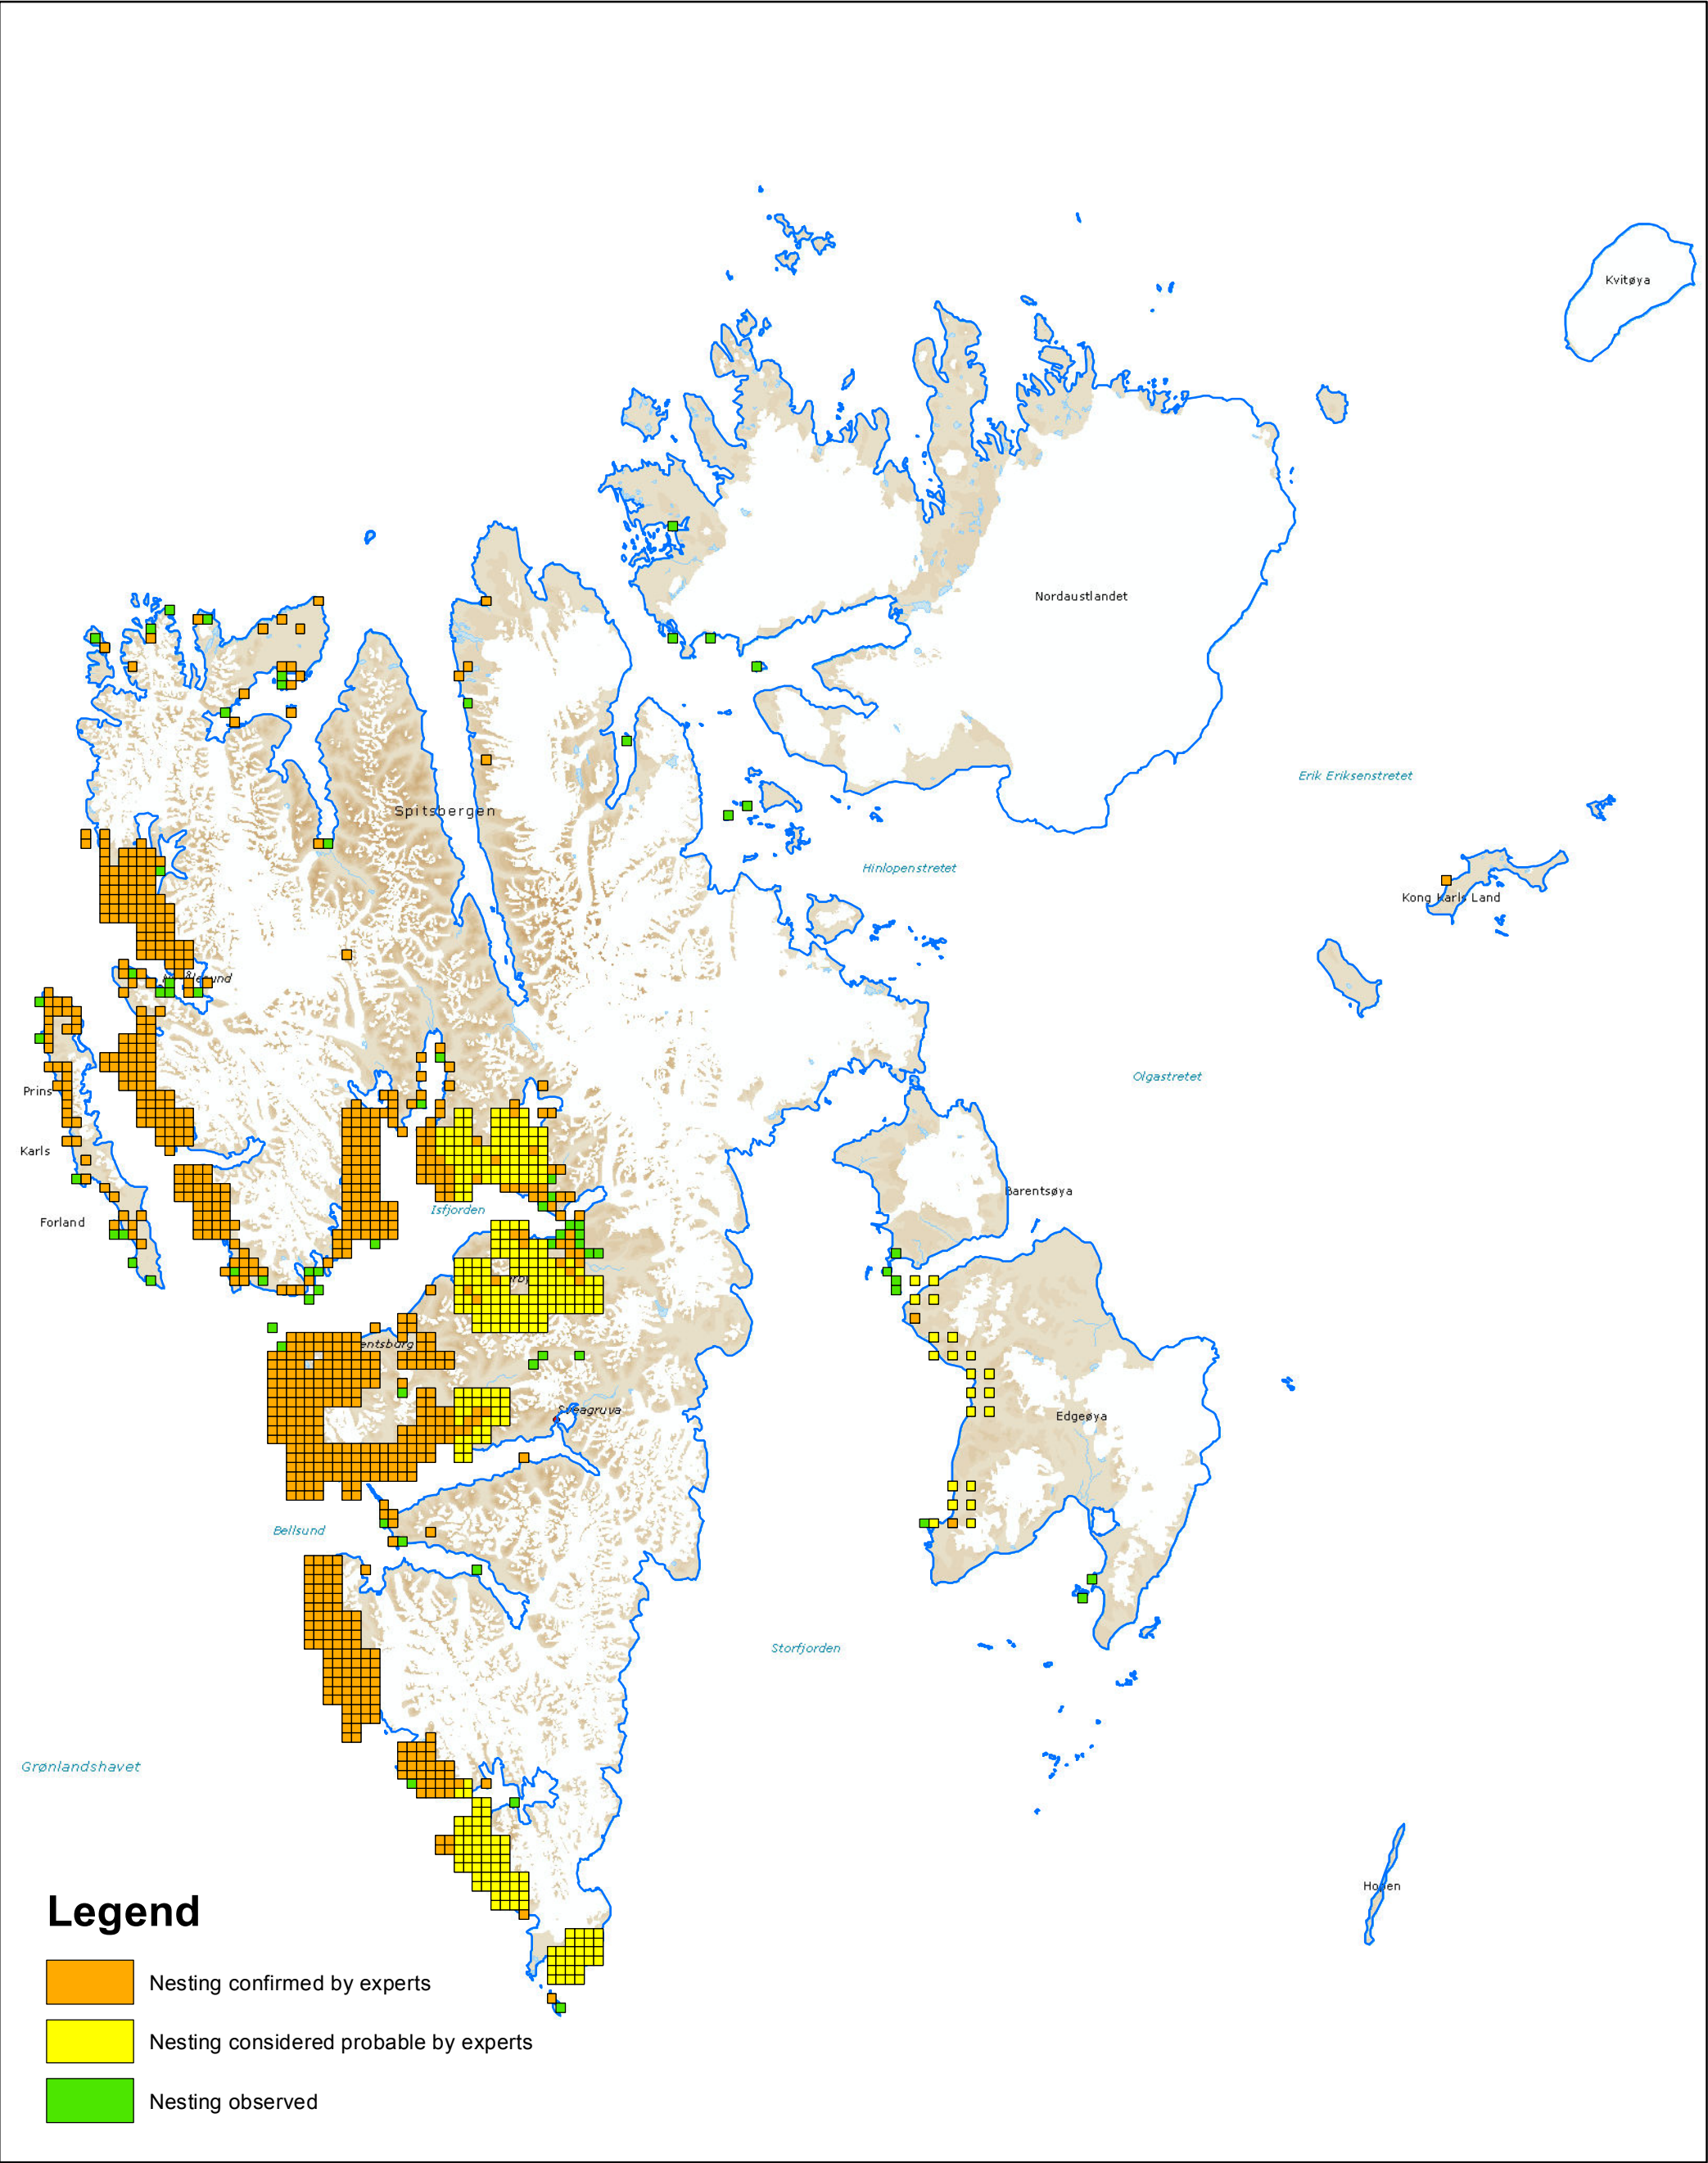 Kvitøya
Nordaustlandet
Erik Eriksenstretet
Spitsbergen
Hinlopenstretet
Kong Karls Land
Olgastretet
Prins
Karls
Forland
Barentsøya
Isfjorden
Edgeøya
Sveagruva
Bellsund
Storfjorden
Grønlandshavet
Hopen
Legend
Nesting confirmed by experts
Nesting considered probable by experts
Nesting observed